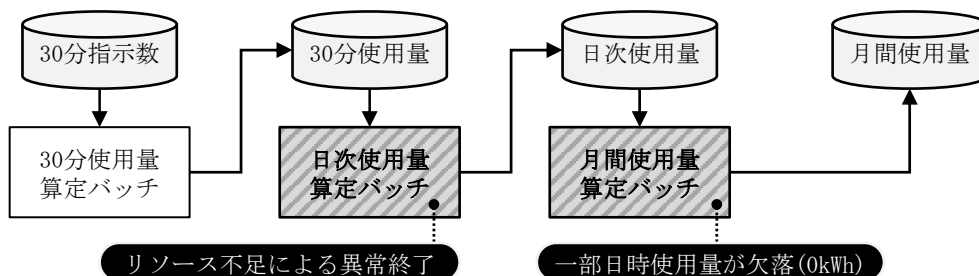 30分指示数
30分使用量
日次使用量
月間使用量
30分使用量
算定バッチ
日次使用量
算定バッチ
月間使用量
算定バッチ
リソース不足による異常終了
一部日時使用量が欠落(0kWh)